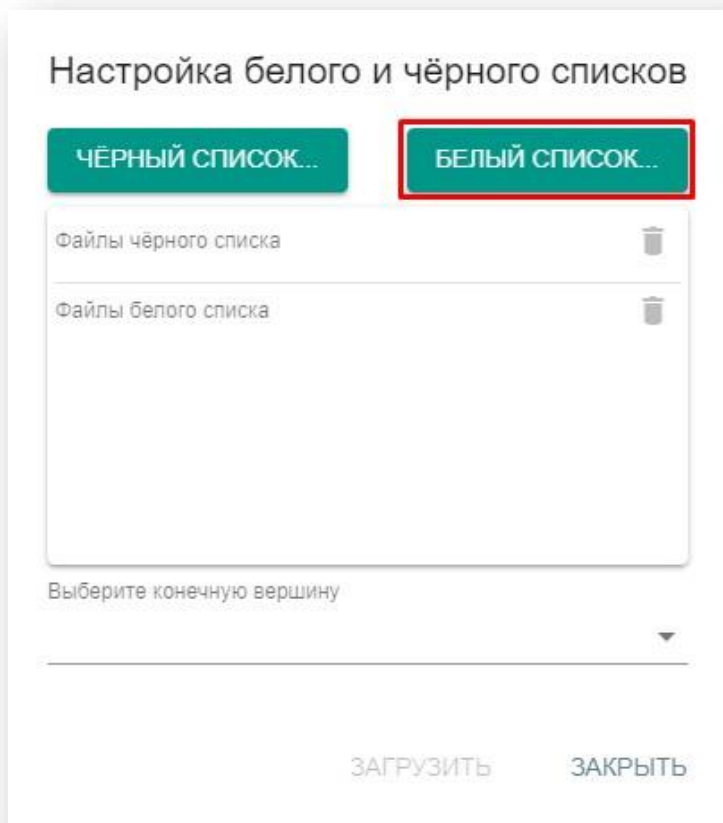 Настройка белого и чёрного списков
ЧЁРНЫЙ СПИСОК... БЕЛЫЙ СПИСОК...
Файлы чёрного списка
Файлы белого списка
Выберите конечную вершину
ЗАГРУЗИТЬ ЗАКРЫТЬ